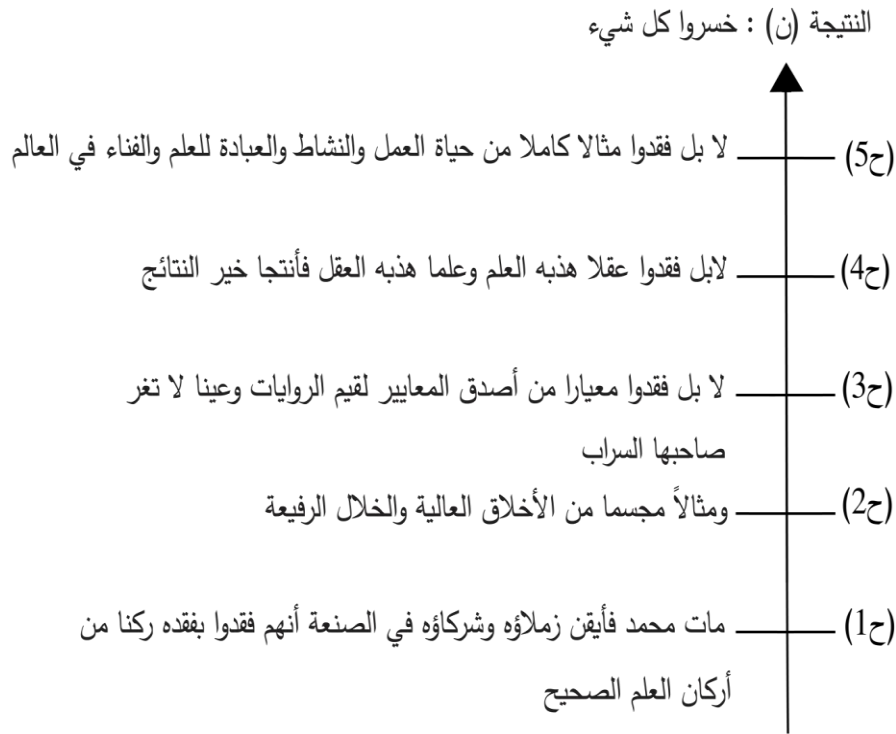 النتيجة (ن) : خسروا كل شيء
(ح5) لا بل فقدوا مثالا كاملا من حياة العمل والنشاط والعبادة للعلم والفناء في العالم
(ح4) لابل فقدوا عقلا هذبه العلم وعلما هذبه العقل فأنتجا خير النتائج
(ح3) لا بل فقدوا معيارا من أصدق المعايير لقيم الروايات وعينا لا تغر
صاحبها السراب
(ح2) ومثالاً مجسما من الأخلاق العالية والخلال الرفيعة
(ح1) مات محمد فأيقن زملاؤه وشركاؤه في الصنعة أنهم فقدوا بفقده ركنا من
أركان العلم الصحيح